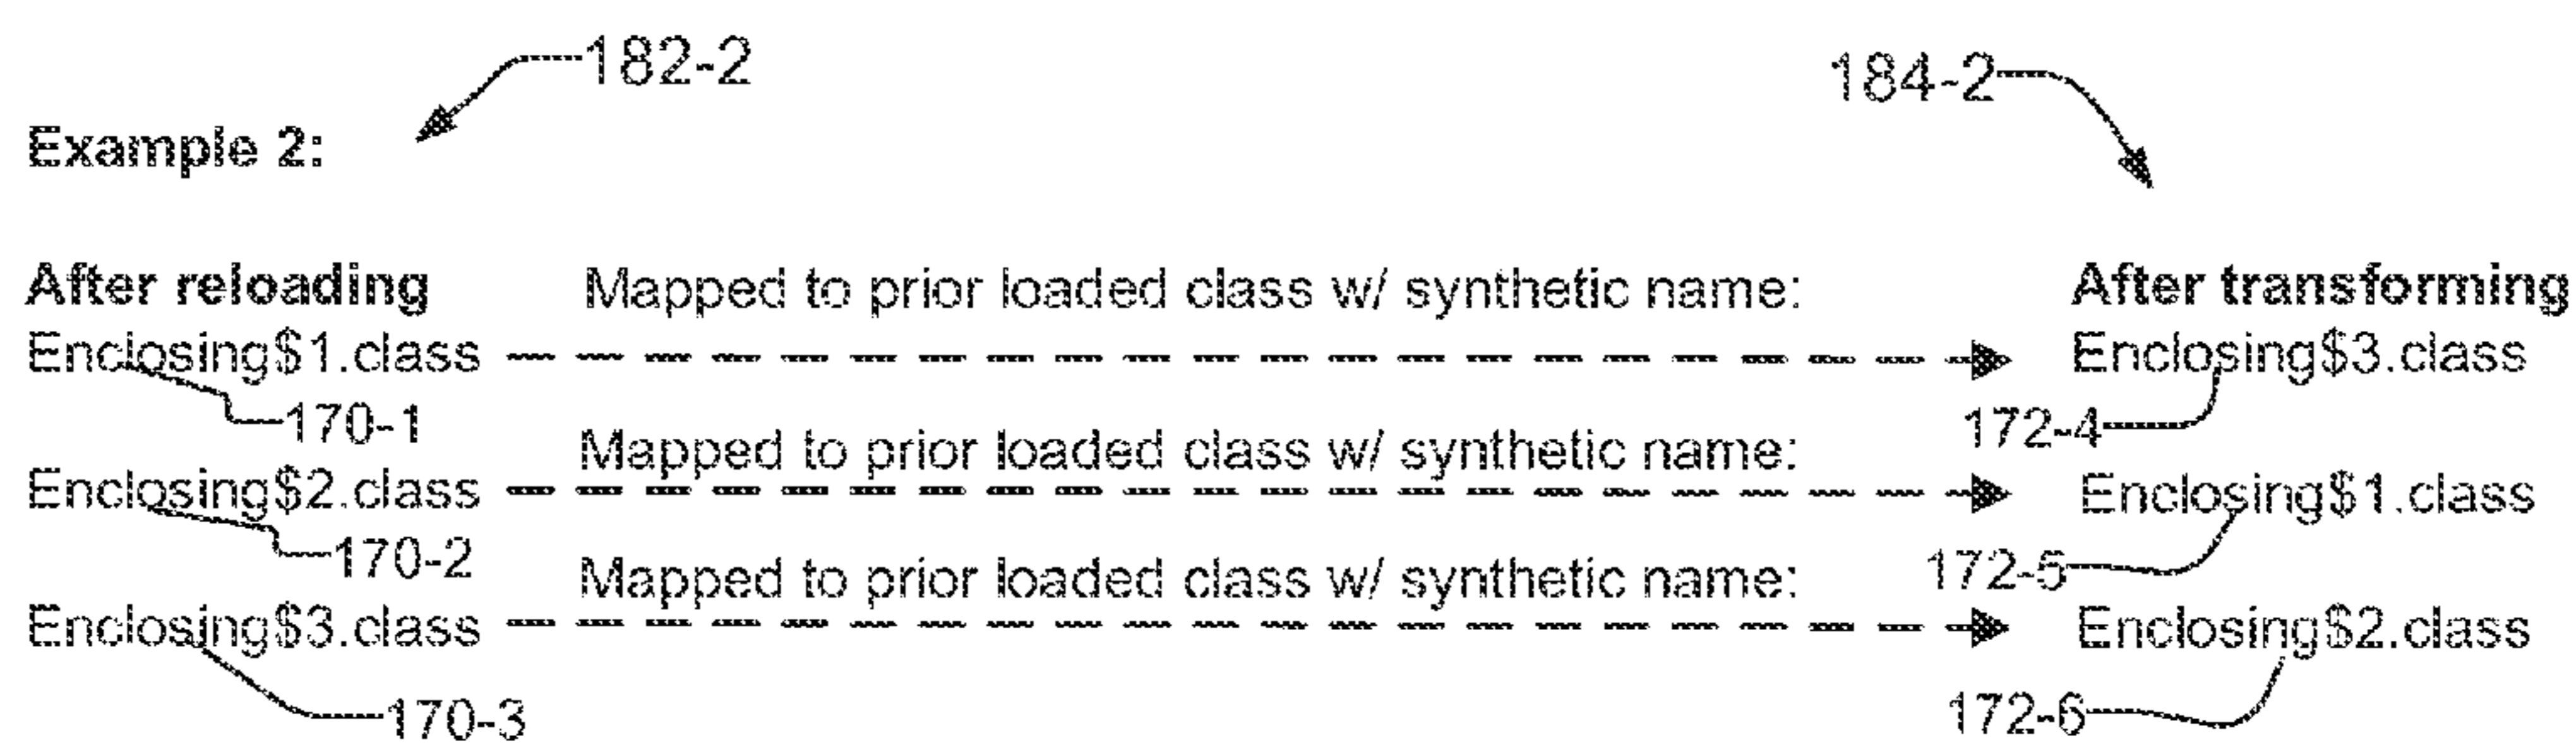 182-2
184-2
Example 2:
After reloading Mapped to prior loaded class w/ synthetic name: After transforming
Enclosing$1.class Enclosing$3.class
170-1 172-4
Mapped to prior loaded class w/ synthetic name:
Enclosing$2.class Enclosing$1.class
170-2 172-5
Mapped to prior loaded class w/ synthetic name:
Enclosing$3.class Enclosing$2.class
170-3 172-6